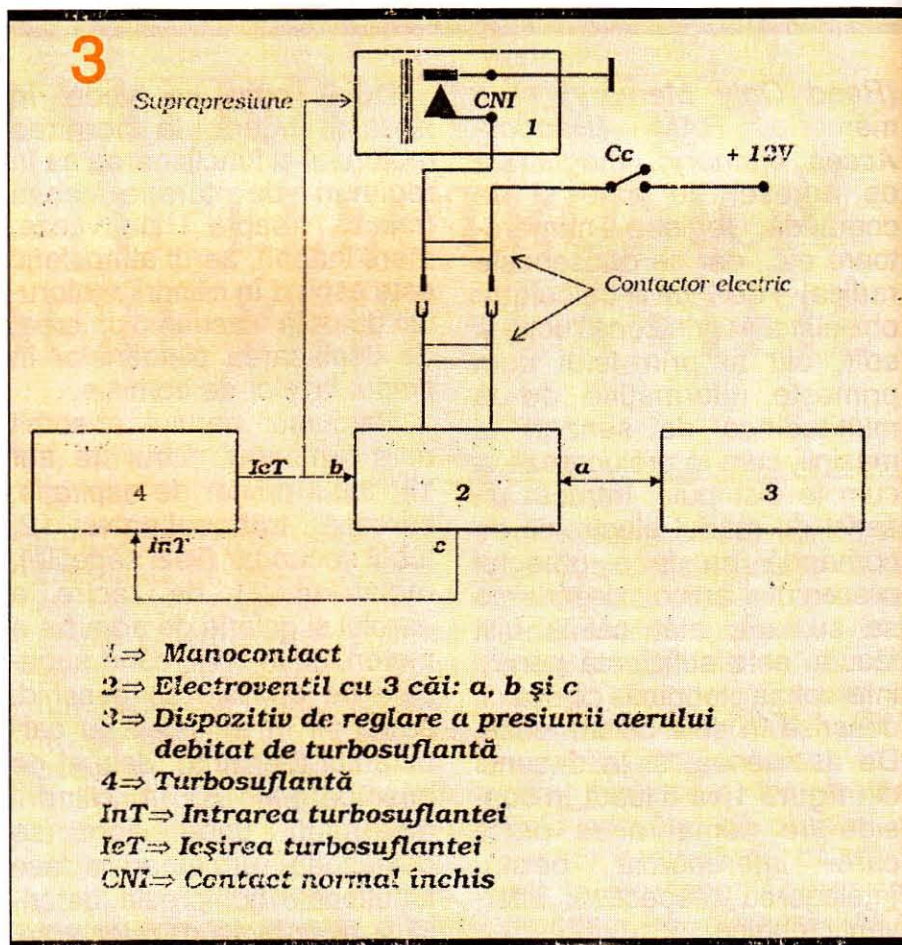 3
Suprapresiune
CNI
1
Cc
+ 12V
Contactor electric
IeT
b
a
4
2
3
InT
c
1⇒ Manocontact
2⇒ Electroventil cu 3 căi: a, b şi c
3⇒ Dispozitiv de reglare a presiunii aerului
debitat de turbosuflantă
4⇒ Turbosuflantă
InT⇒ Intrarea turbosuflantei
IeT⇒ Ieşirea turbosuflantei
CNI⇒ Contact normal închis